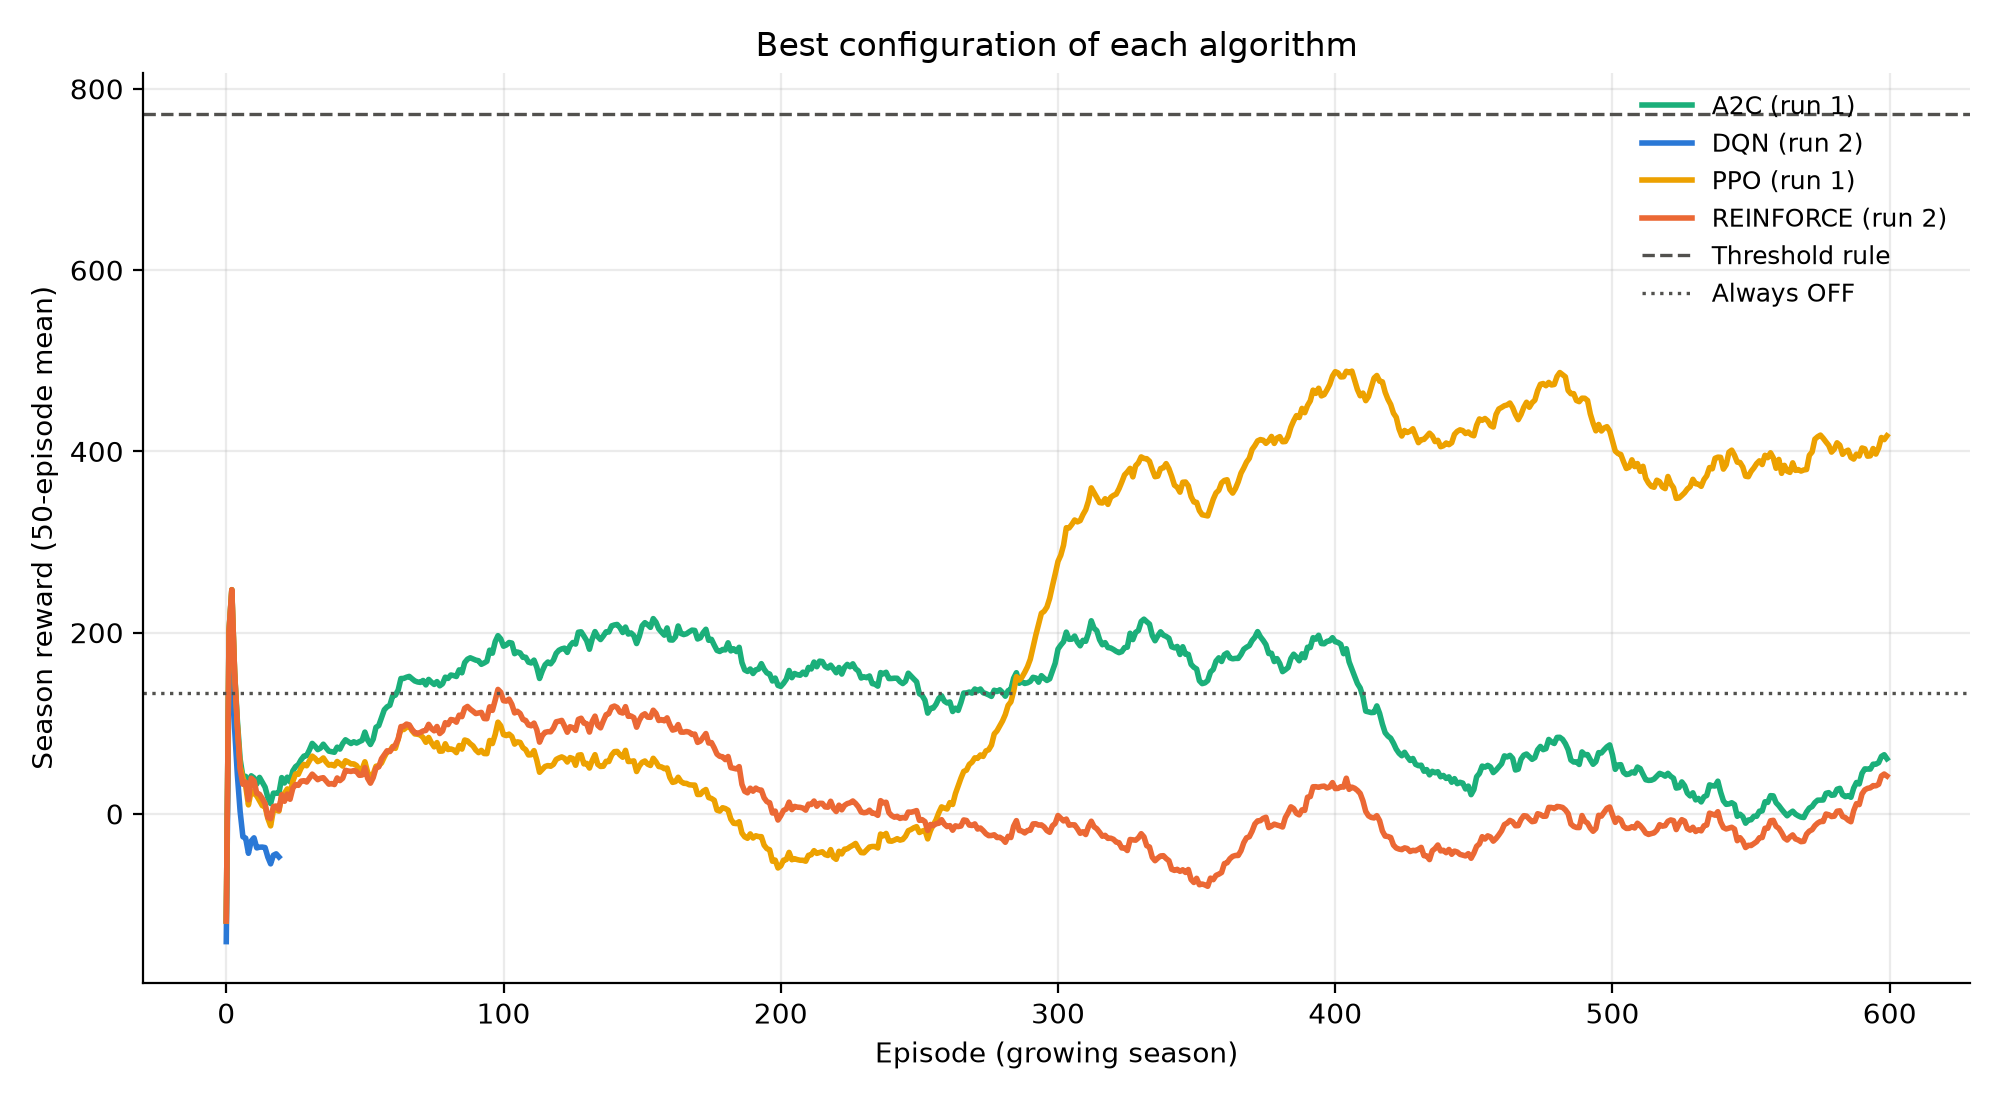 Best configuration of each algorithm
Season reward (50-episode mean)
800
600
400
200
0
A2C (run 1)
DQN (run 2)
PPO (run 1)
REINFORCE (run 2)
Threshold rule
Always OFF
0 100 200 300 400 500 600
Episode (growing season)